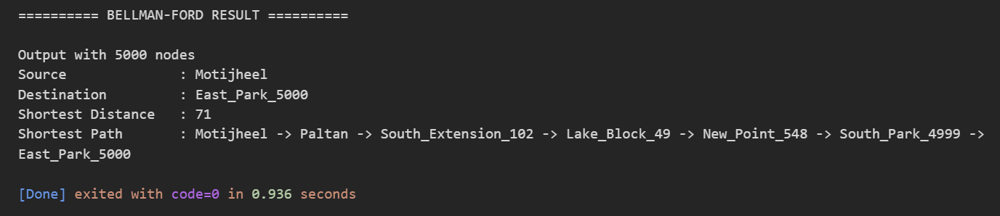 ========== BELLMAN-FORD RESULT ==========
Output with 5000 nodes
Source : Motijheel
Destination : East_Park_5000
Shortest Distance : 71
Shortest Path : Motijheel -> Paltan -> South_Extension_102 -> Lake_Block_49 -> New_Point_548 -> South_Park_4999 ->
East_Park_5000
[Done] exited with code=0 in 0.936 seconds